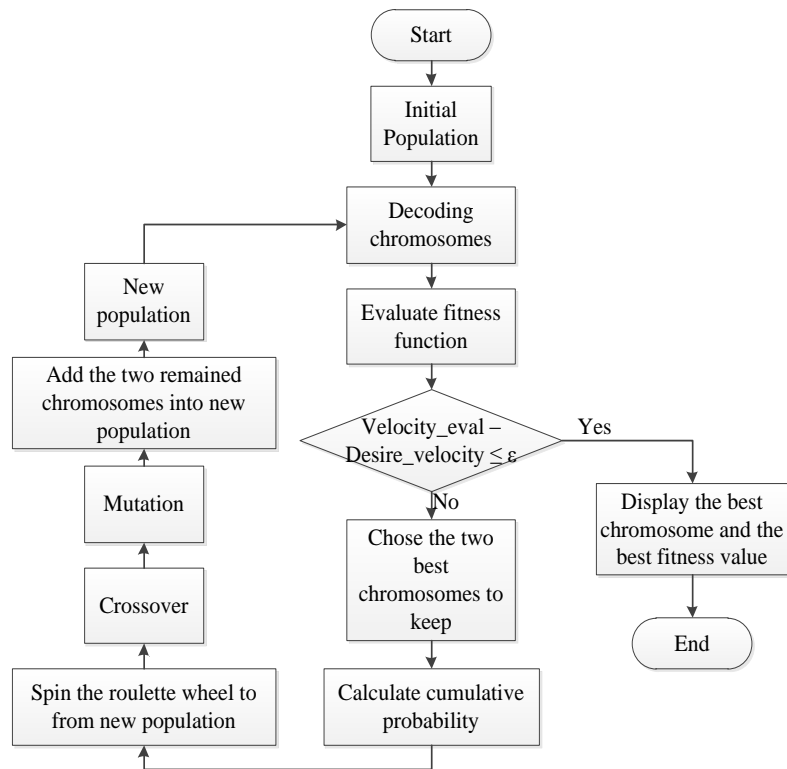 Start
Initial
Population
Decoding
chromosomes
Evaluate fitness
function
Velocity_eval –
Desire_velocity ≤ ε
Yes
No
Display the best
chromosome and the
best fitness value
End
Chose the two
best
chromosomes to
keep
Calculate cumulative
probability
Spin the roulette wheel to
from new population
Crossover
Mutation
Add the two remained
chromosomes into new
population
New
population